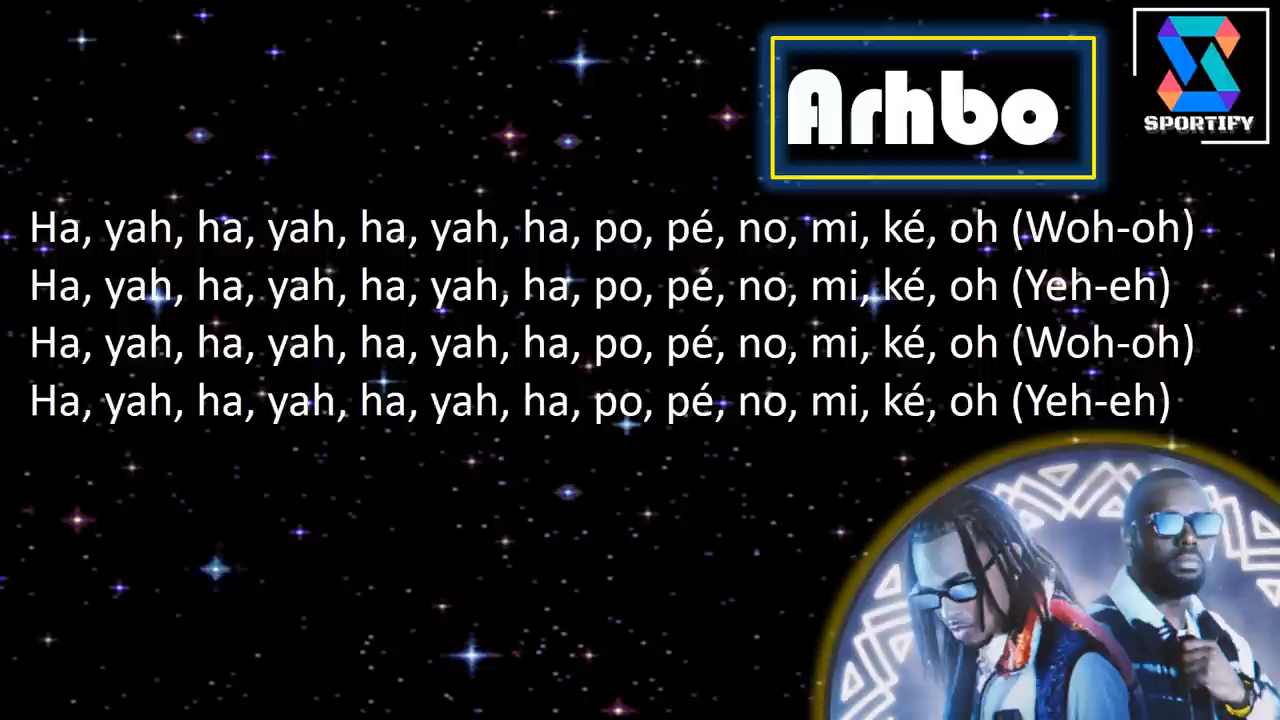 Arhbo
SPORTIFY
Ha, yah, ha, yah, ha, yah, ha, po, pé, no, mi, ké, oh (Woh-oh)
Ha, yah, ha, yah, ha, yah, ha, po, pé, no, mi, ké, oh (Yeh-eh)
Ha, yah, ha, yah, ha, yah, ha, po, pé, no, mi, ké, oh (Woh-oh)
Ha, yah, ha, yah, ha, yah, ha, po, pé, no, mi, ké, oh (Yeh-eh)